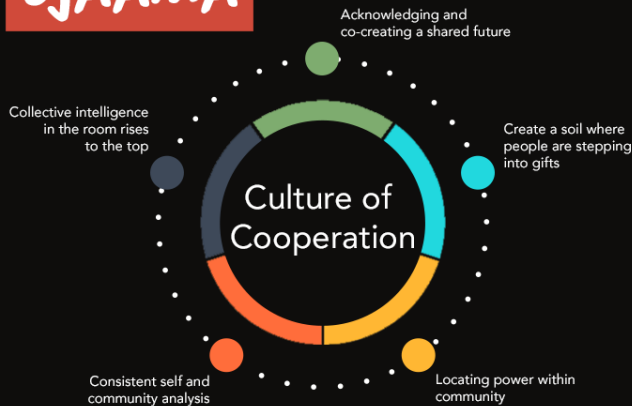 Acknowledging and
co-creating a shared future
Collective intelligence
in the room rises
to the top
Create a soil where
people are stepping
into gifts
Culture of
Cooperation
Consistent self and
community analysis
Locating power within
community